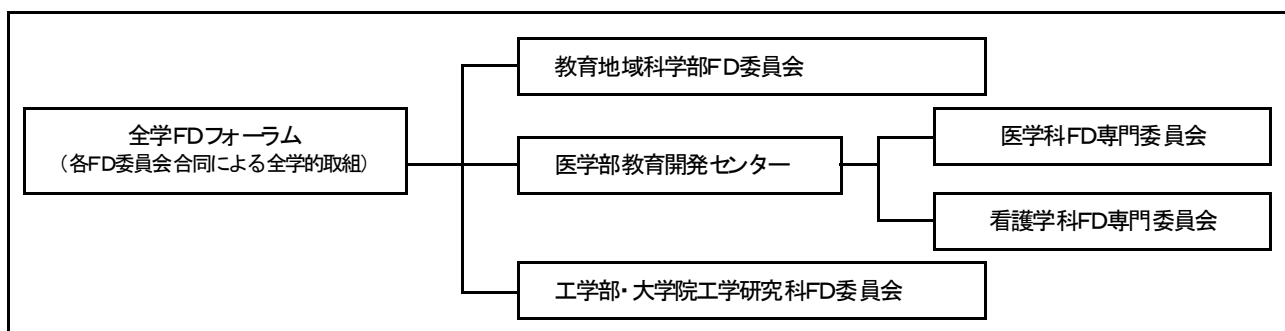 教育地域科学部FD委員会
全学FDフォーラム
（各FD委員会合同による全学的取組）
医学部教育開発センター
医学科FD専門委員会
看護学科FD専門委員会
工学部・大学院工学研究科FD委員会